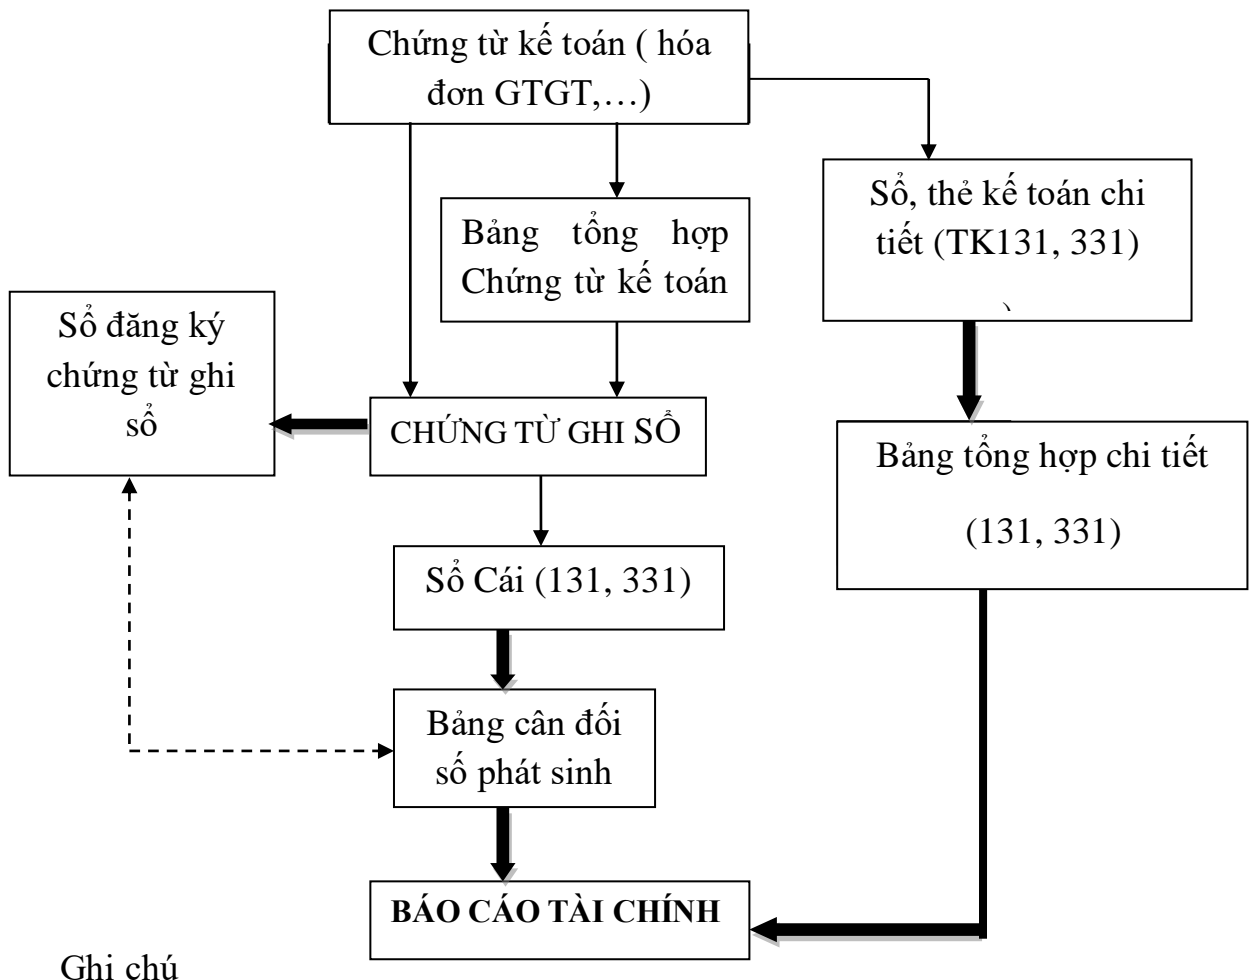 Chứng từ kế toán ( hóa
đơn GTGT,…)
Sổ, thẻ kế toán chi
tiết (TK131, 331)
Bảng tổng hợp
Chứng từ kế toán
Sổ đăng ký
chứng từ ghi
sổ
CHỨNG TỪ GHI SỔ
Bảng tổng hợp chi tiết
(131, 331)
Sổ Cái (131, 331)
Bảng cân đối
số phát sinh
BÁO CÁO TÀI CHÍNH
Ghi chú